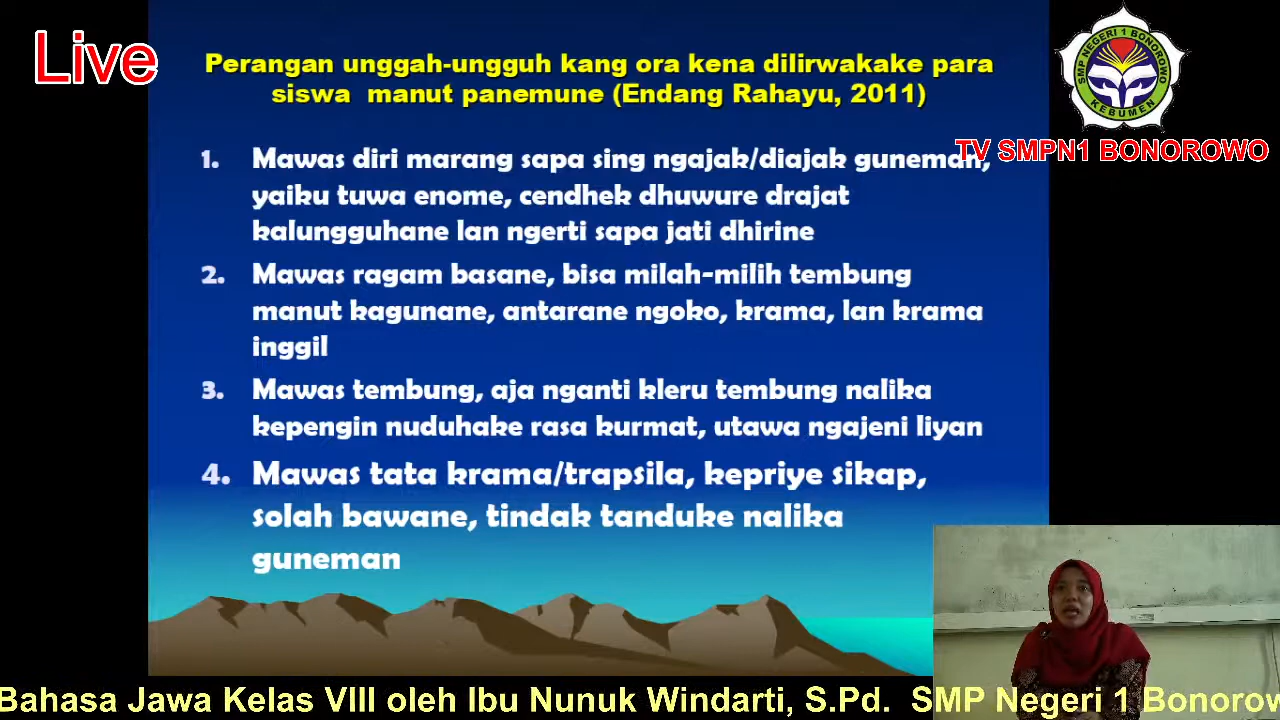 Live
Perangan unggah-ungguh kang ora kena dilirwakake para
siswa manut panemune (Endang Rahayu, 2011)
1. Mawas diri marang sapa sing ngajak/diajak guneman,
yaiku tuwa enome, cendhek dhuwure drajat
kalungguhane lan ngerti sapa jati dhirine
2. Mawas ragam basane, bisa milah-milih tembung
manut kagunane, antarane ngoko, krama, lan krama
inggil
3. Mawas tembung, aja nganti kleru tembung nalika
kepengin nuduhake rasa kurmat, utawa ngajeni liyan
4. Mawas tata krama/trapsila, kepriye sikap,
solah bawane, tindak tanduke nalika
guneman
SMP NEGERI 1 BONOROWO
KEBUMEN
TV SMPN1 BONOROWO
Bahasa Jawa Kelas VIII oleh Ibu Nunuk Windarti, S.Pd. SMP Negeri 1 Bonorow